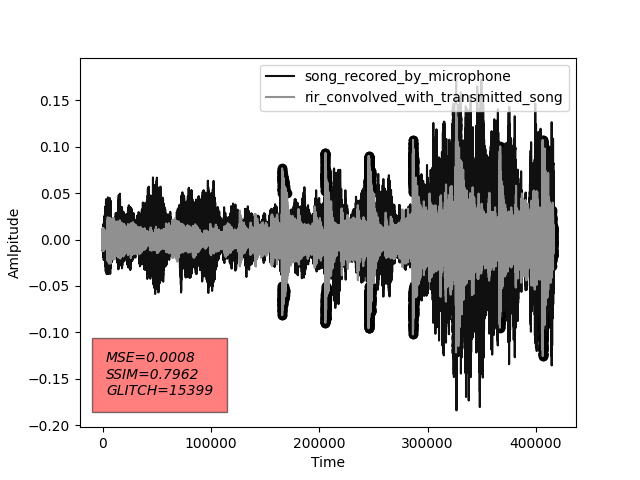 song_recored_by_microphone
rir_convolved_with_transmitted_song
0.15
0.10
0.05
0.00
−0.05
−0.10
−0.15
−0.20
Amlpitude
MSE=0.0008
SSIM=0.7962
GLITCH=15399
0 100000 200000 300000 400000
Time